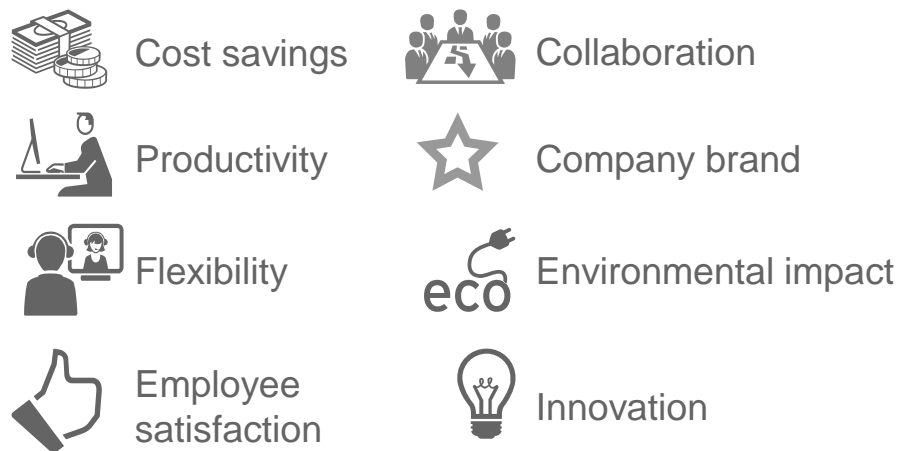 Cost savings
Collaboration
Productivity
Company brand
Flexibility
eco
Environmental impact
Employee
satisfaction
Innovation